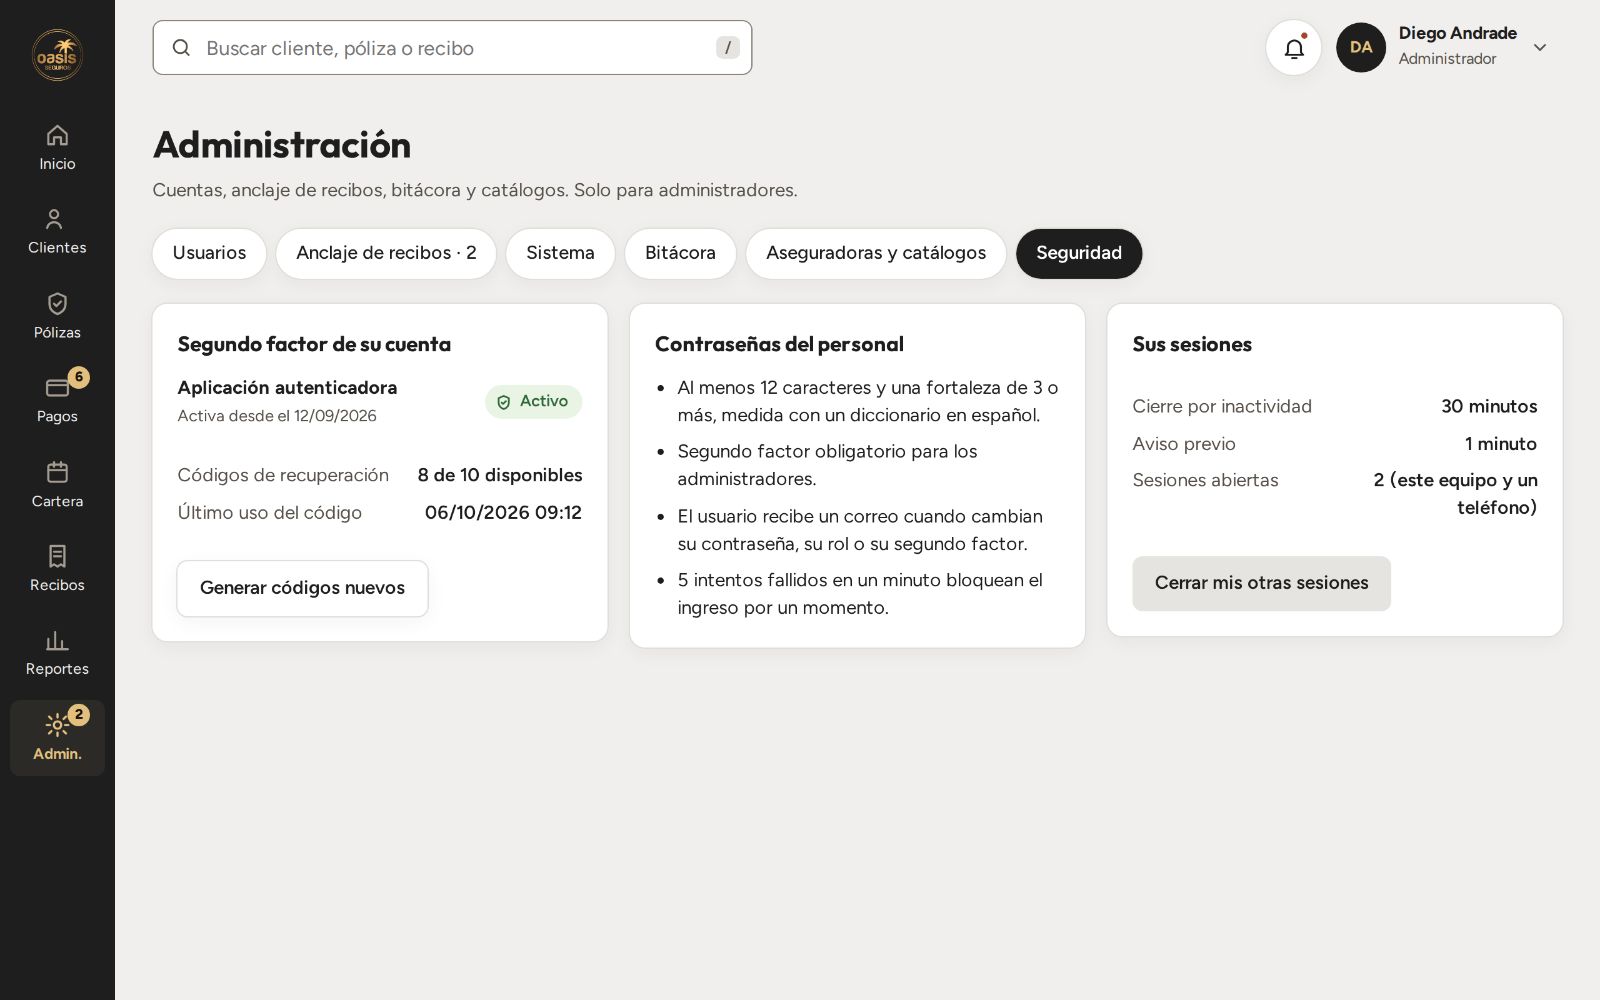 oasis
SEGUROS
Inicio
Clientes
Pólizas
6
Pagos
Cartera
Recibos
Reportes
2
Admin.
Buscar cliente, póliza o recibo
/
DA
Diego Andrade
Administrador
Administración
Cuentas, anclaje de recibos, bitácora y catálogos. Solo para administradores.
Usuarios
Anclaje de recibos · 2
Sistema
Bitácora
Aseguradoras y catálogos
Seguridad
Segundo factor de su cuenta
Aplicación autenticadora
Activa desde el 12/09/2026
Activo
Códigos de recuperación 8 de 10 disponibles
Último uso del código 06/10/2026 09:12
Generar códigos nuevos
Contraseñas del personal
• Al menos 12 caracteres y una fortaleza de 3 o
más, medida con un diccionario en español.
• Segundo factor obligatorio para los
administradores.
• El usuario recibe un correo cuando cambian
su contraseña, su rol o su segundo factor.
• 5 intentos fallidos en un minuto bloquean el
ingreso por un momento.
Sus sesiones
Cierre por inactividad 30 minutos
Aviso previo 1 minuto
Sesiones abiertas 2 (este equipo y un
teléfono)
Cerrar mis otras sesiones